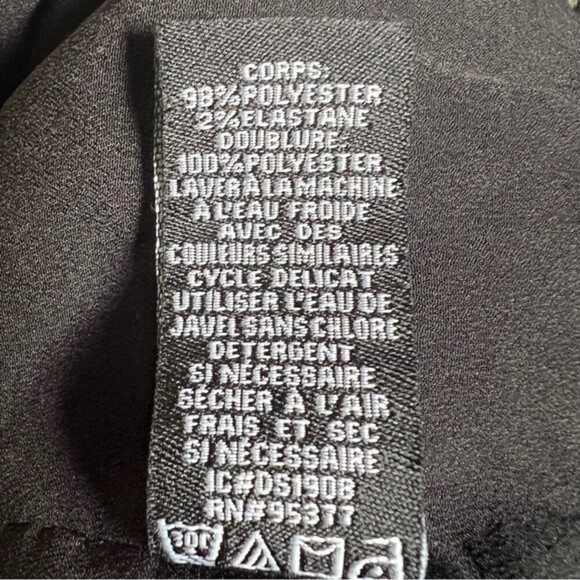 CORPS:
98%POLYESTER
2%ELASTANE
DOUBLURE:
100%POLYESTER
LAVER À LA MACHINE
À L'EAU FROIDE
AVEC DES
COULEURS SIMILAIRES
CYCLE DELICAT
UTILISER L'EAU DE
JAVEL SANS CHLORE
DETERGENT
SI NÉCESSAIRE
SÉCHER À L'AIR
FRAIS ET SEC
SI NÉCESSAIRE
IC#DS190B
RN#95377